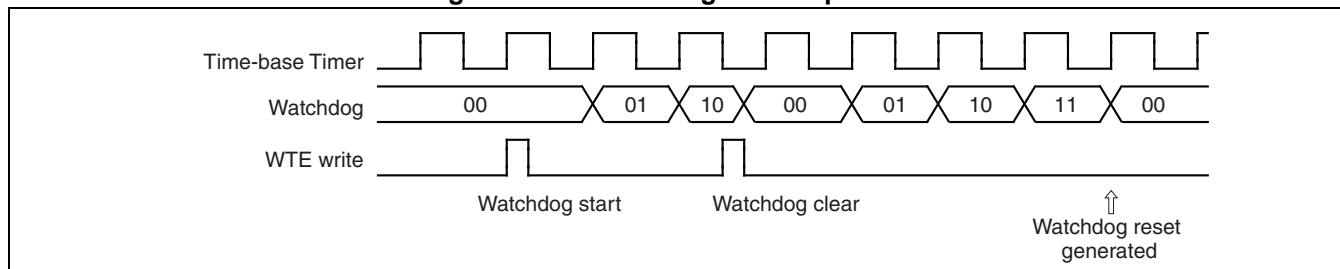 Time-base Timer
Watchdog 00 01 10 00 01 10 11 00
WTE write
Watchdog start Watchdog clear
Watchdog reset
generated